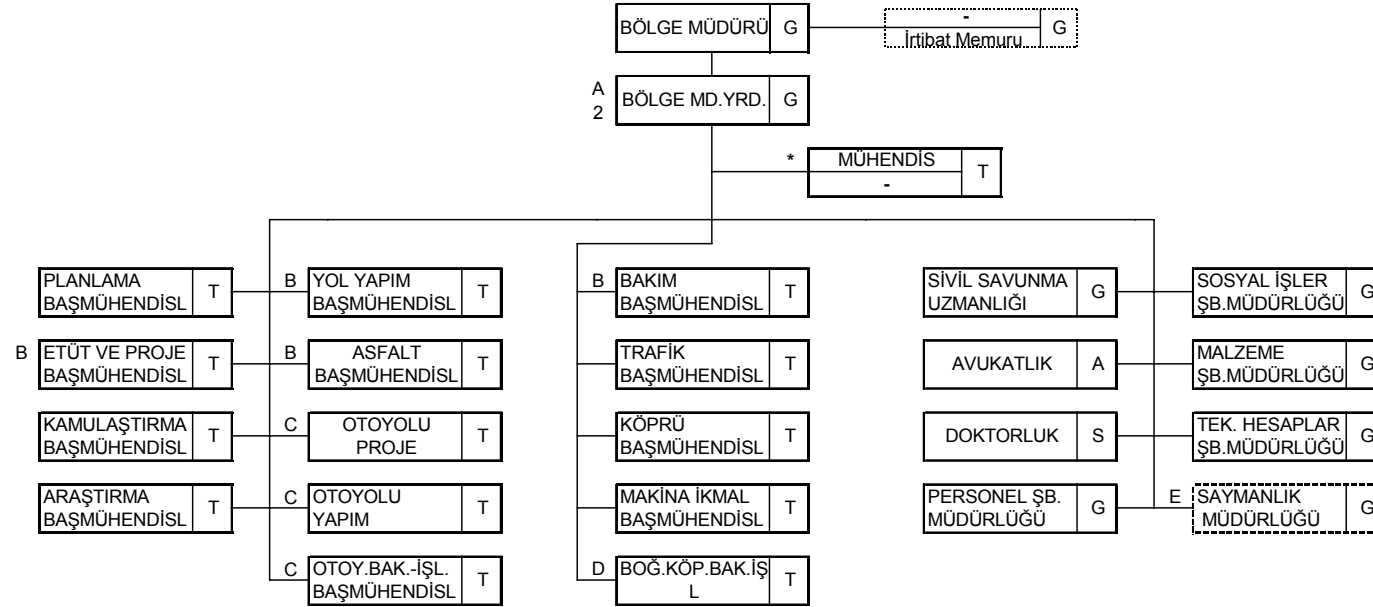 BÖLGE MÜDÜRÜ G
-
İrtibat Memuru G
A
2
BÖLGE MD.YRD. G
* MÜHENDİS
-
T
PLANLAMA
BAŞMÜHENDİSL
T
B YOL YAPIM
BAŞMÜHENDİSL
T
B BAKIM
BAŞMÜHENDİSL
T
SİVİL SAVUNMA
UZMANLIĞI
G
SOSYAL İŞLER
ŞB.MÜDÜRLÜĞÜ
G
B ETÜT VE PROJE
BAŞMÜHENDİSL
T
B ASFALT
BAŞMÜHENDİSL
T
TRAFİK
BAŞMÜHENDİSL
T
AVUKATLIK A
MALZEME
ŞB.MÜDÜRLÜĞÜ
G
KAMULAŞTIRMA
BAŞMÜHENDİSL
T
C OTOYOLU
PROJE
T
KÖPRÜ
BAŞMÜHENDİSL
T
DOKTORLUK S
TEK. HESAPLAR
ŞB.MÜDÜRLÜĞÜ
G
ARAŞTIRMA
BAŞMÜHENDİSL
T
C OTOYOLU
YAPIM
T
MAKİNA İKMAL
BAŞMÜHENDİSL
T
PERSONEL ŞB.
MÜDÜRLÜĞÜ
G
E SAYMANLIK
MÜDÜRLÜĞÜ
G
C OTOY.BAK.-İŞL.
BAŞMÜHENDİSL
T
D BOĞ.KÖP.BAK.İŞ
L
T